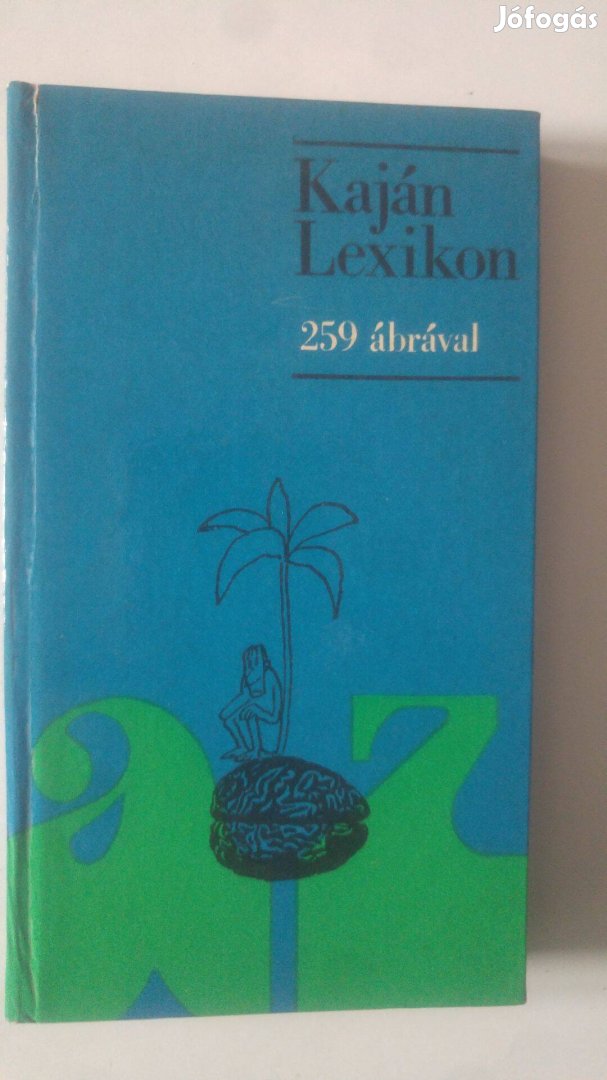 Jófogás
Kaján
Lexikon
259 ábrával